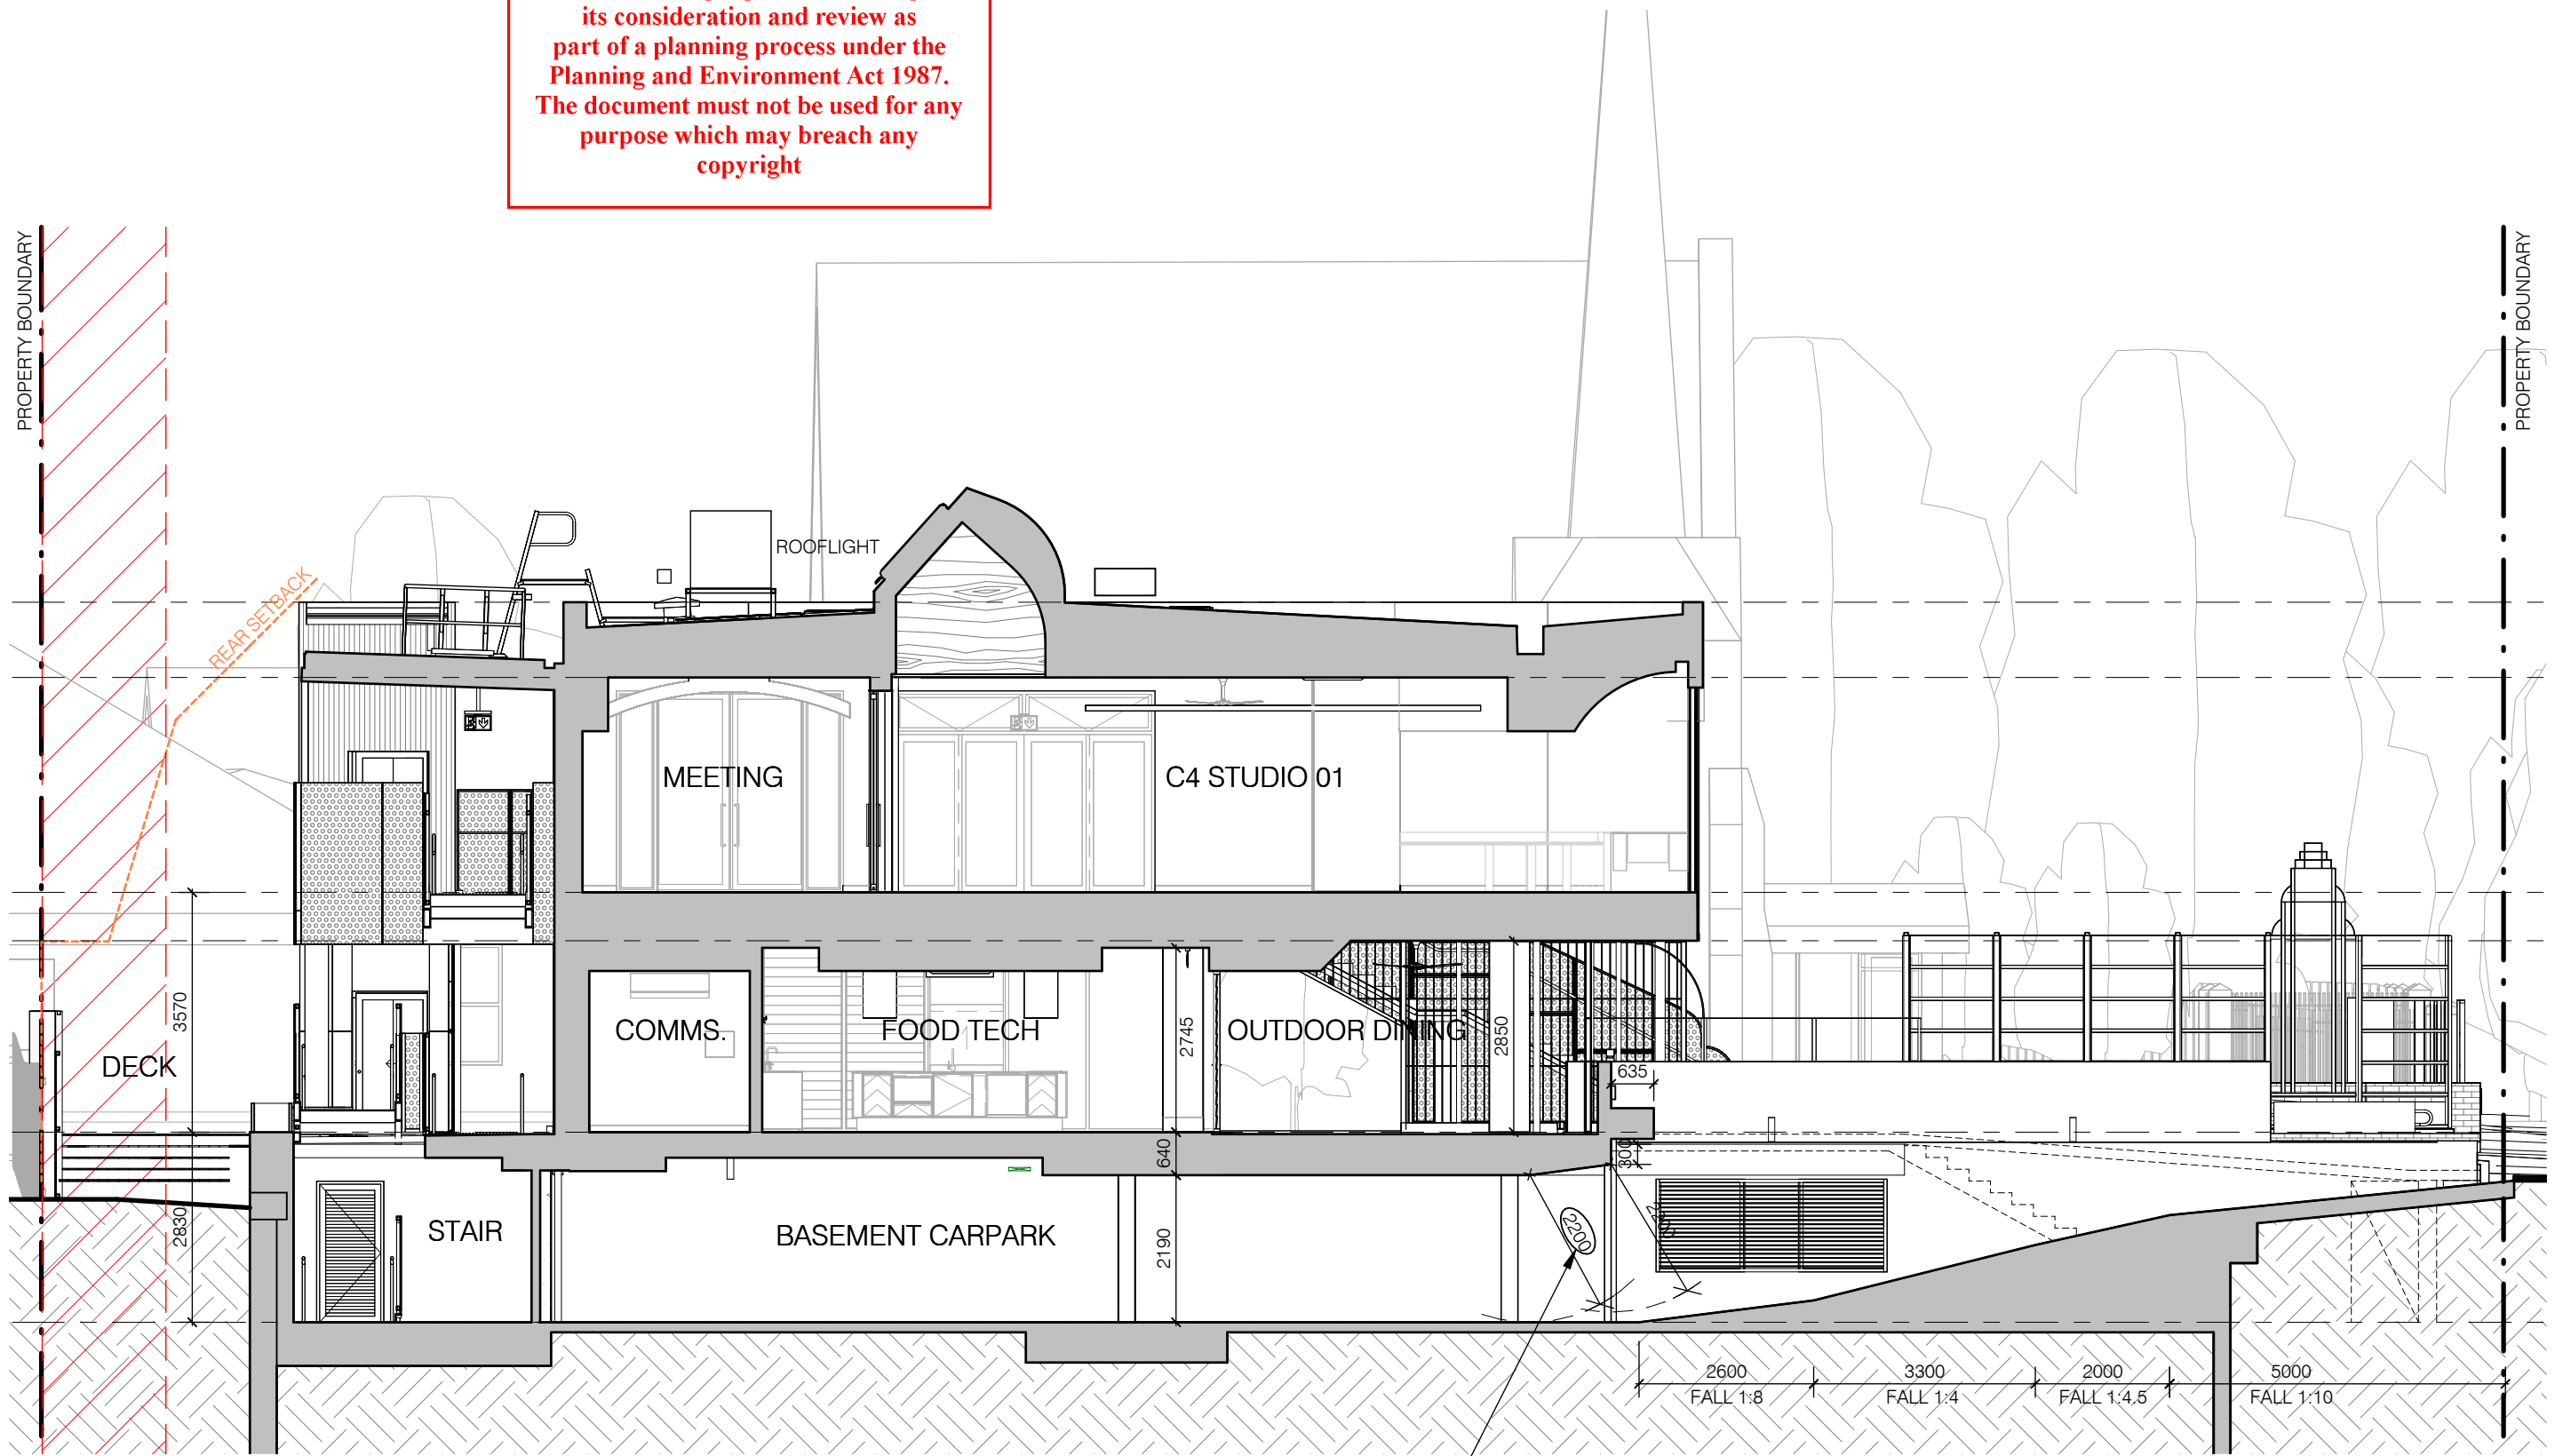 its consideration and review as
part of a planning process under the
Planning and Environment Act 1987.
The document must not be used for any
purpose which may breach any
copyright
PROPERTY BOUNDARY
PROPERTY BOUNDARY
ROOFLIGHT
REAR SETBACK
MEETING
C4 STUDIO 01
3570
COMMS.
FOOD TECH
2745
OUTDOOR DINING
2850
DECK
635
640
300
2830
STAIR
BASEMENT CARPARK
2190
2200
2200
2600
3300
2000
5000
FALL 1:8
FALL 1:4
FALL 1:4.5
FALL 1:10